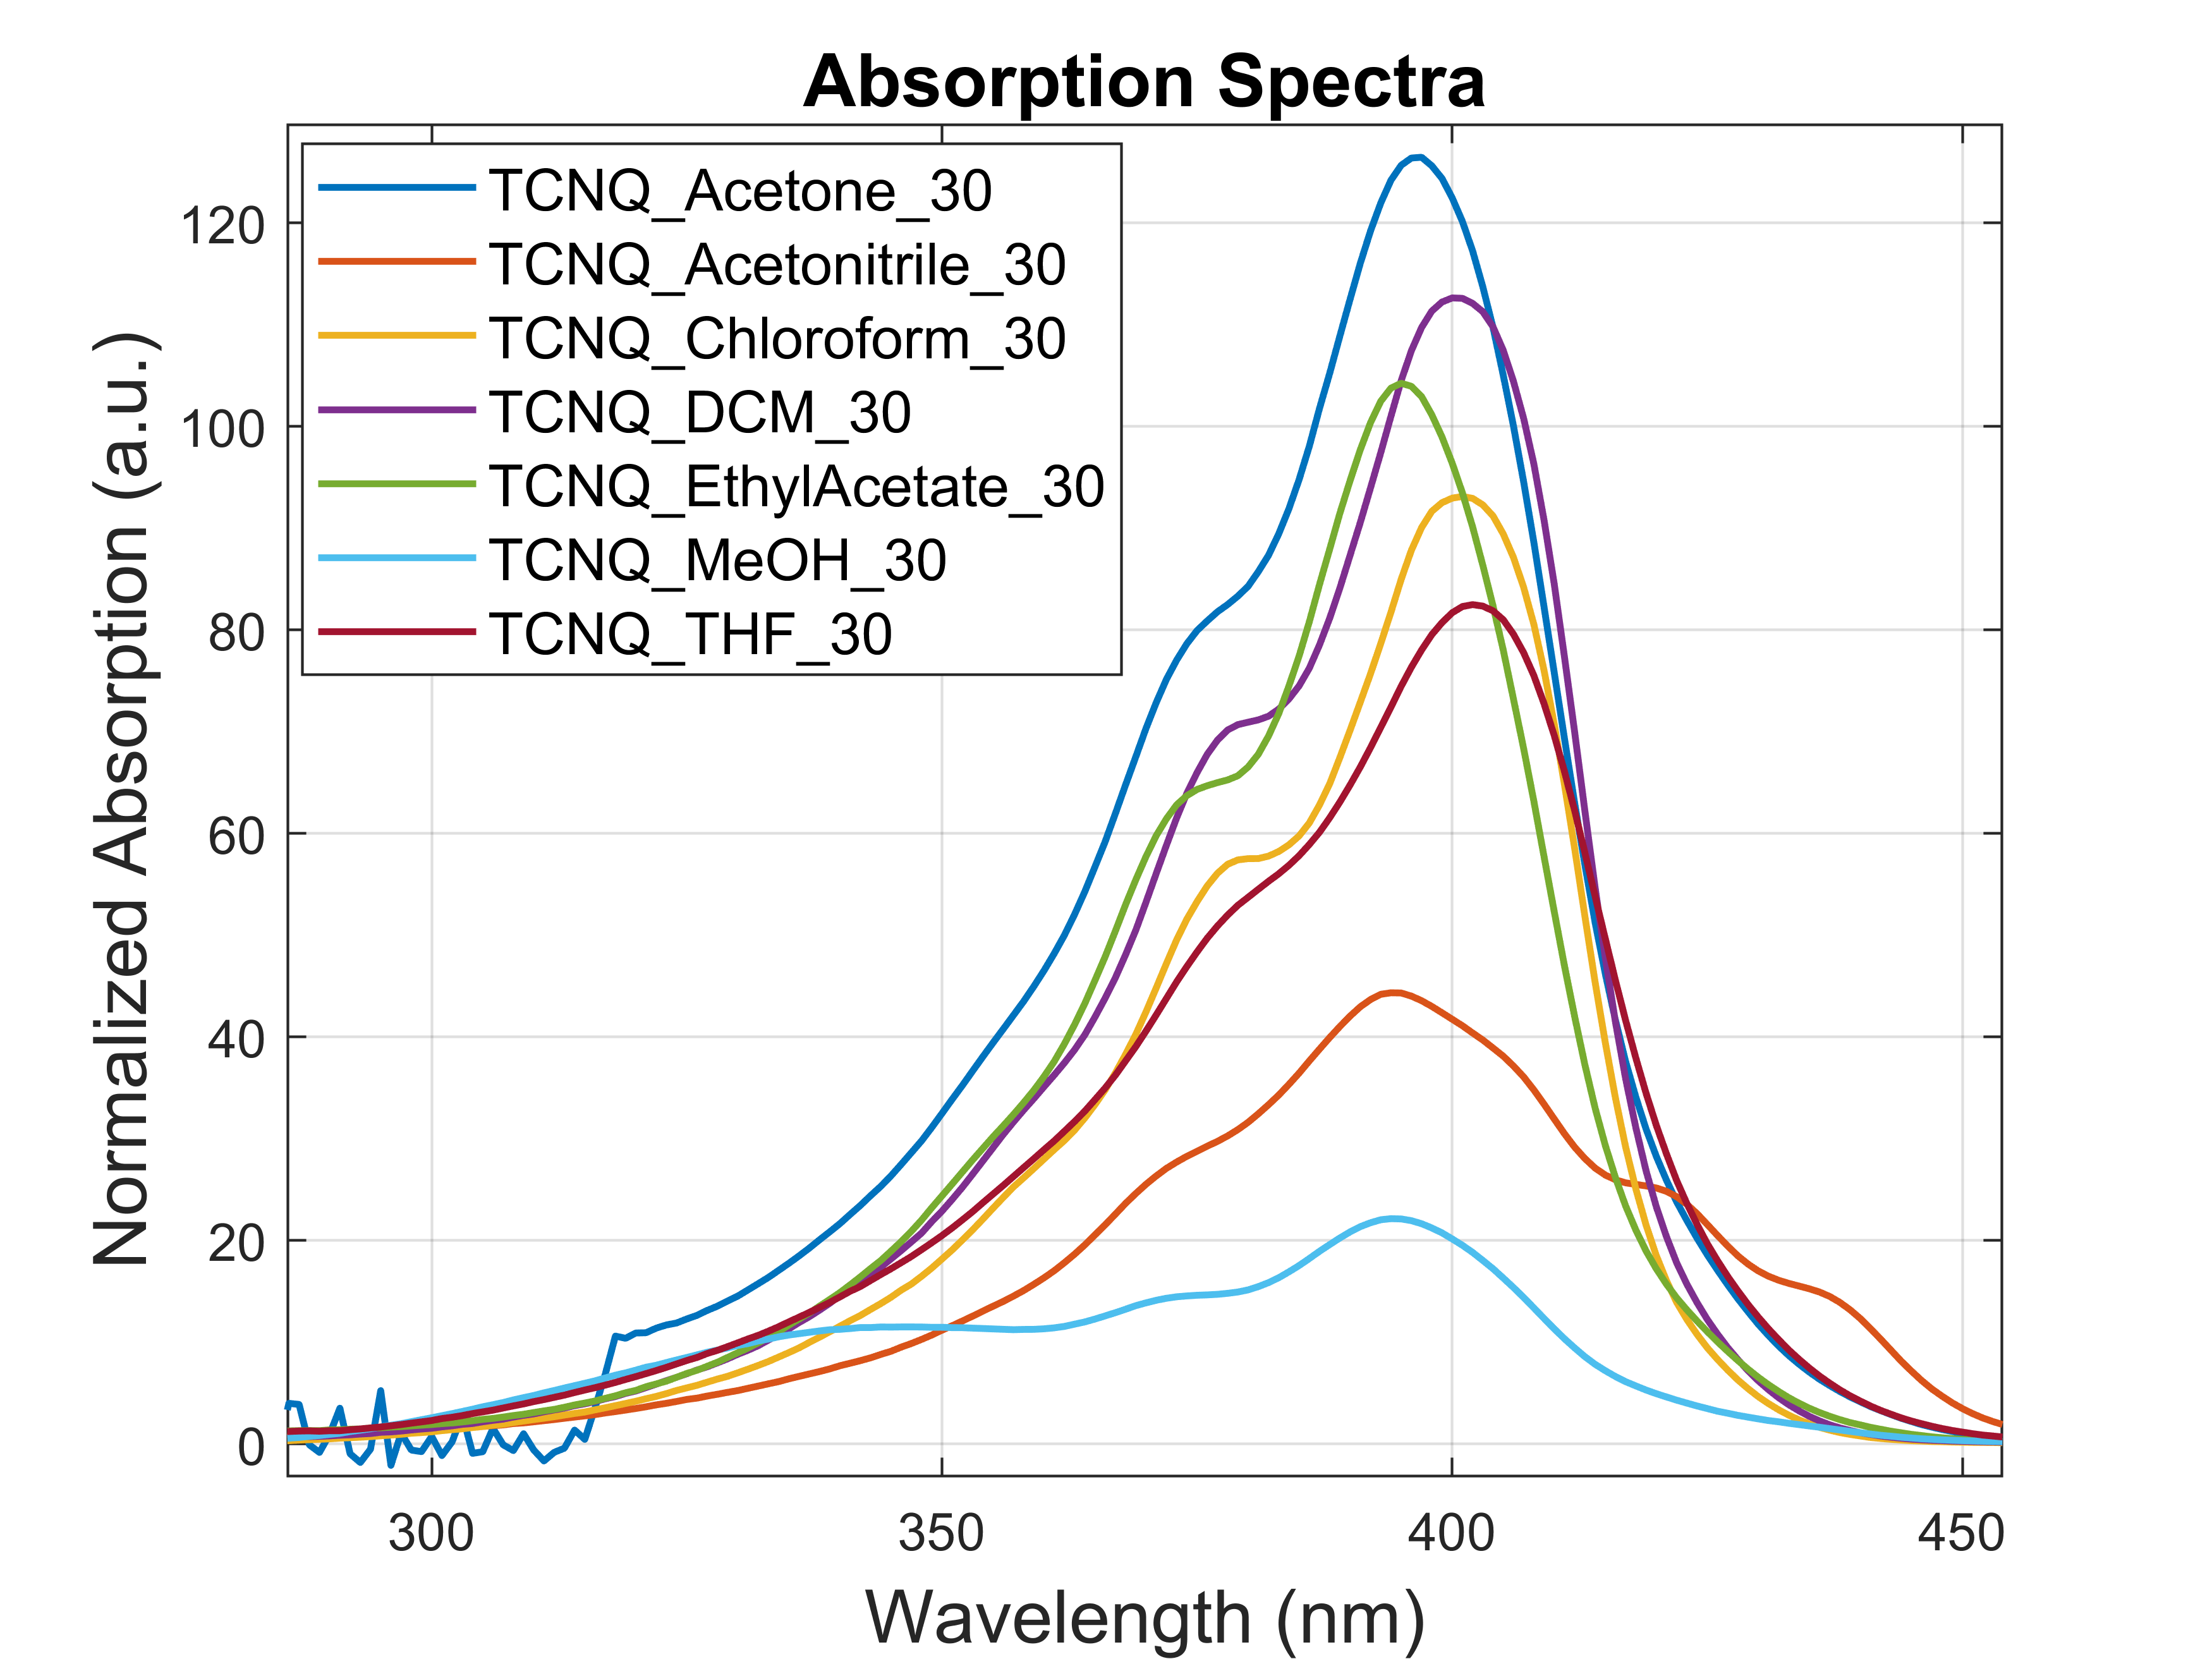 Absorption Spectra
TCNQ_Acetone_30
TCNQ_Acetonitrile_30
TCNQ_Chloroform_30
TCNQ_DCM_30
TCNQ_EthylAcetate_30
TCNQ_MeOH_30
TCNQ_THF_30
Normalized Absorption (a.u.)
120
100
80
60
40
20
0
300 350 400 450
Wavelength (nm)